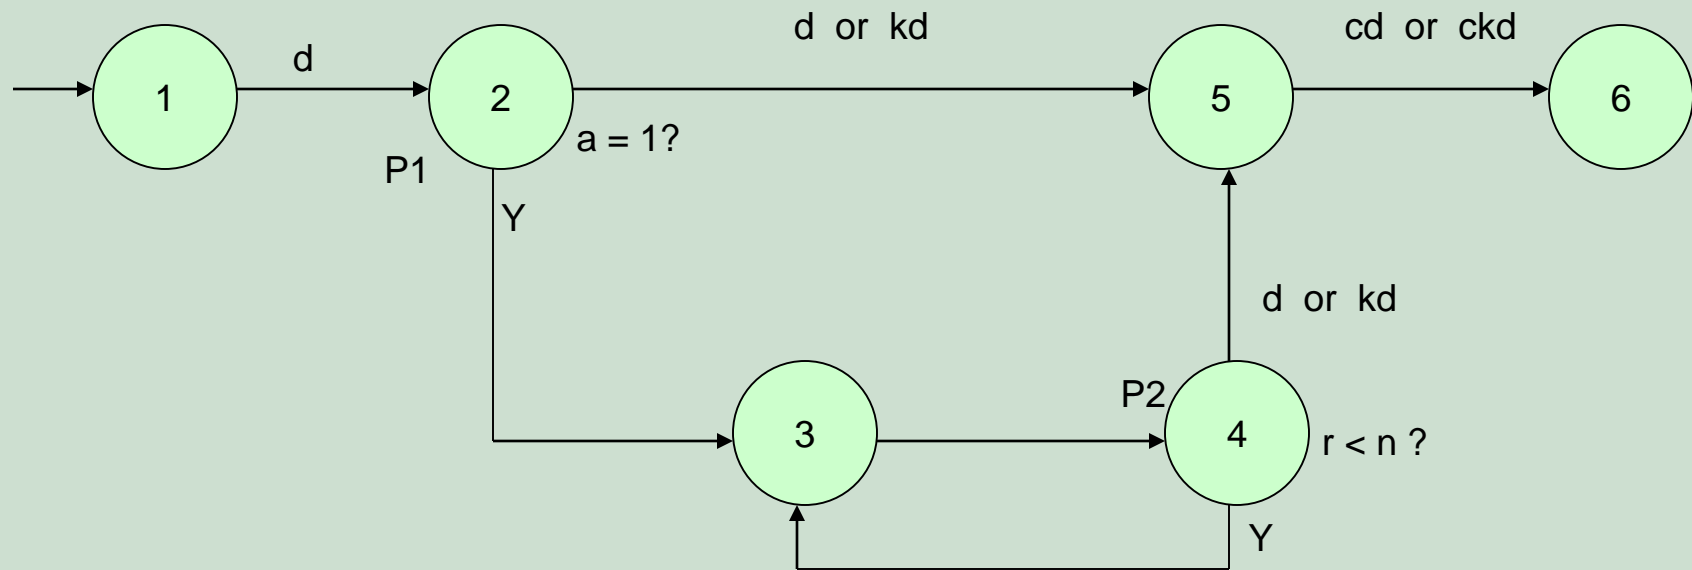 d or kd
cd or ckd
d
1
2
5
6
a = 1?
P1
Y
d or kd
P2
3
4
r < n ?
Y